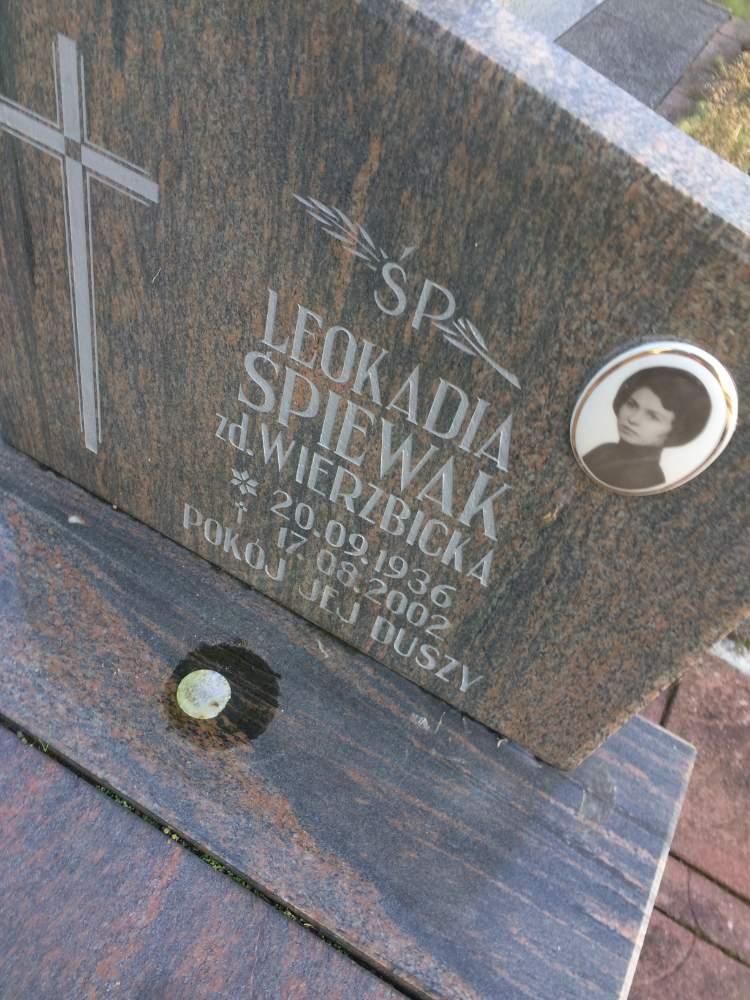 ŚP
LEOKADIA
ŚPIEWAK
zd. WIERZBICKA
* 20.09.1936
† 17.08.2002
POKÓJ JEJ DUSZY